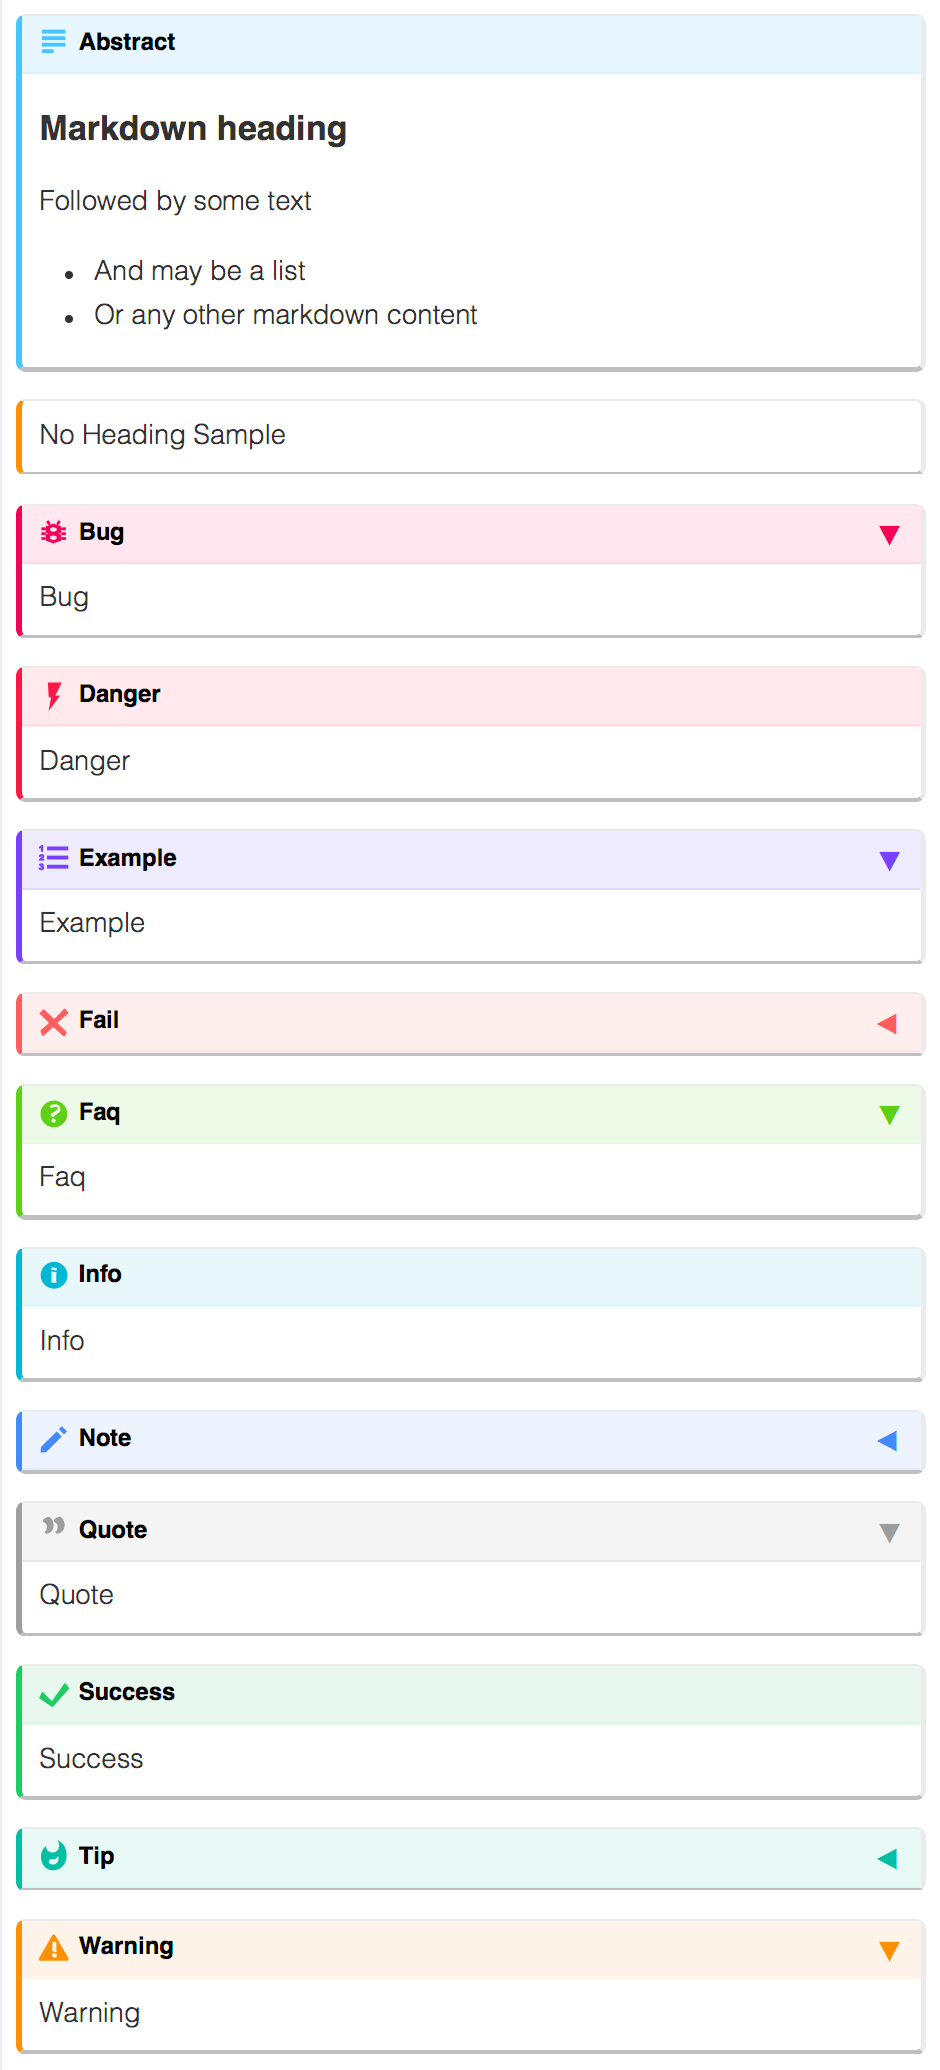 Abstract
Markdown heading
Followed by some text
• And may be a list
• Or any other markdown content
No Heading Sample
Bug
Bug
Danger
Danger
Example
Example
Fail
Faq
Faq
Info
Info
Note
Quote
Quote
Success
Success
Tip
Warning
Warning